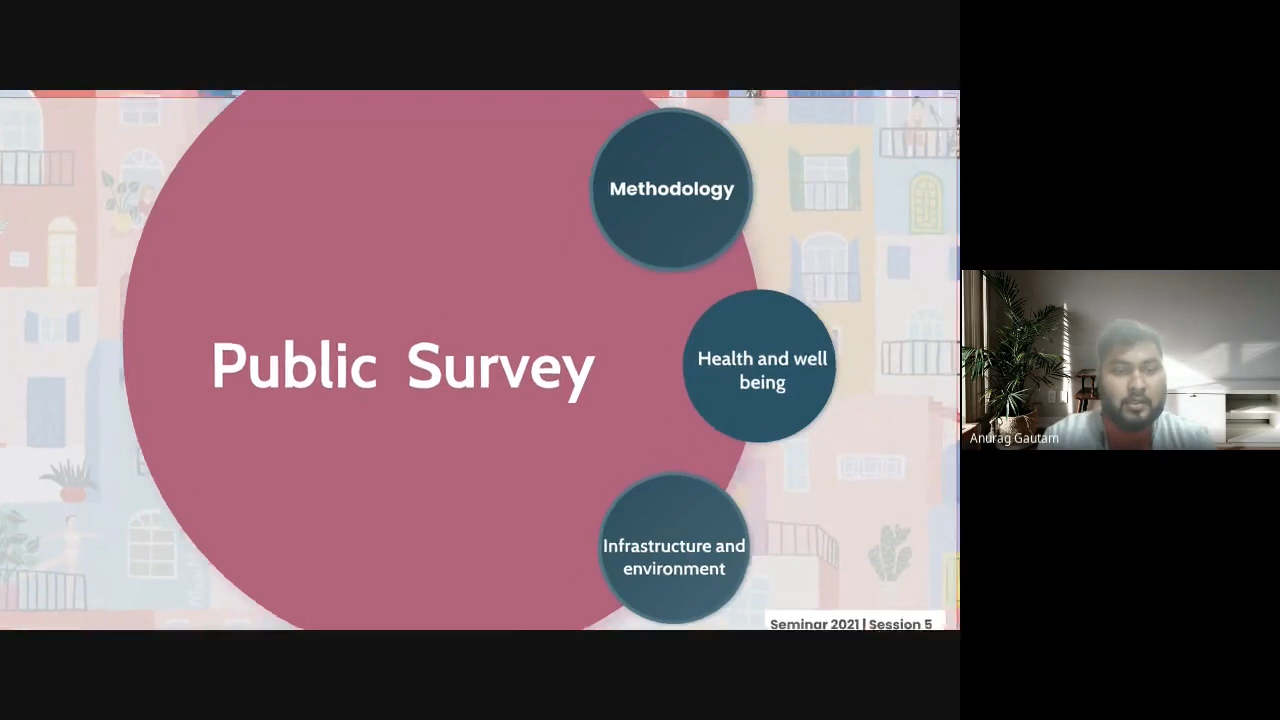 Methodology
Public Survey
Health and well
being
Infrastructure and
environment
Seminar 2021 | Session 5
Anurag Gautam